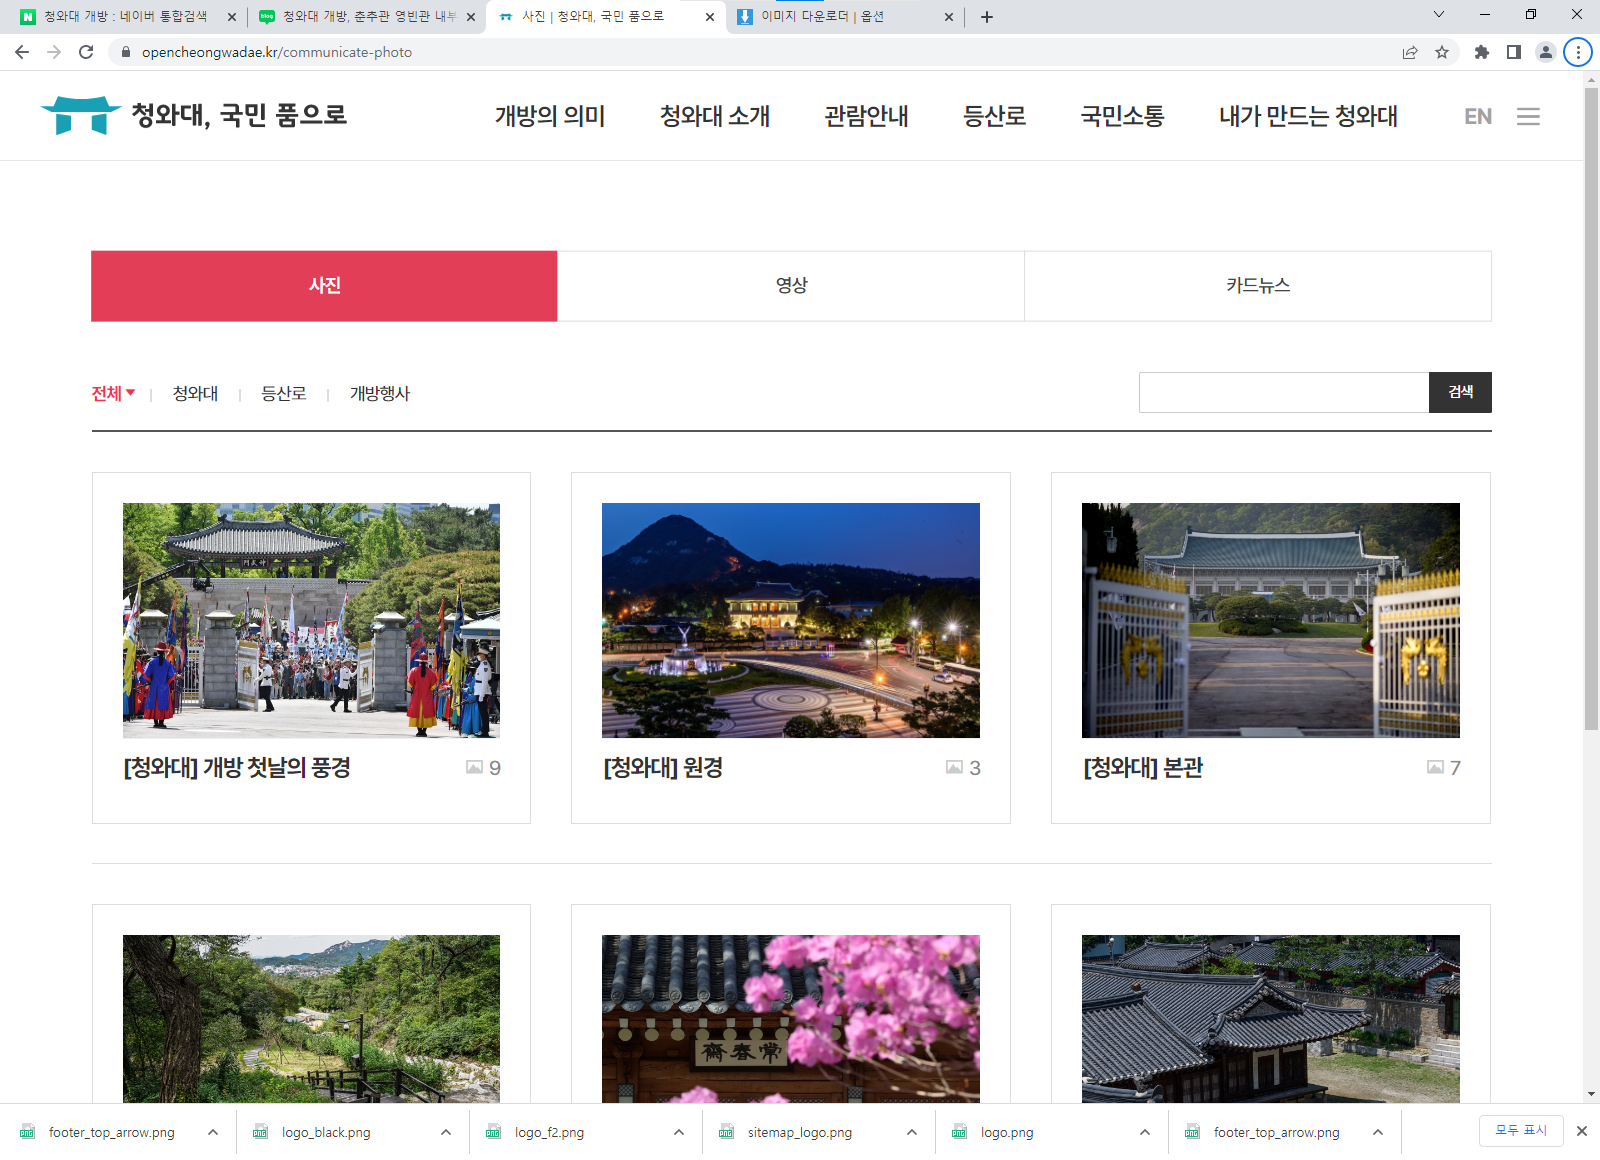 청와대 개방 : 네이버 통합검색
청와대 개방, 춘추관 영빈관 내부
사진 | 청와대, 국민 품으로
이미지 다운로더 | 옵션
opencheongwadae.kr/communicate-photo
청와대, 국민 품으로
개방의 의미
청와대 소개
관람안내
등산로
국민소통
내가 만드는 청와대
EN
사진
영상
카드뉴스
전체
청와대
등산로
개방행사
검색
[청와대] 개방 첫날의 풍경
9
[청와대] 원경
3
[청와대] 본관
7
齋春常
footer_top_arrow.png
logo_black.png
logo_f2.png
sitemap_logo.png
logo.png
footer_top_arrow.png
모두 표시